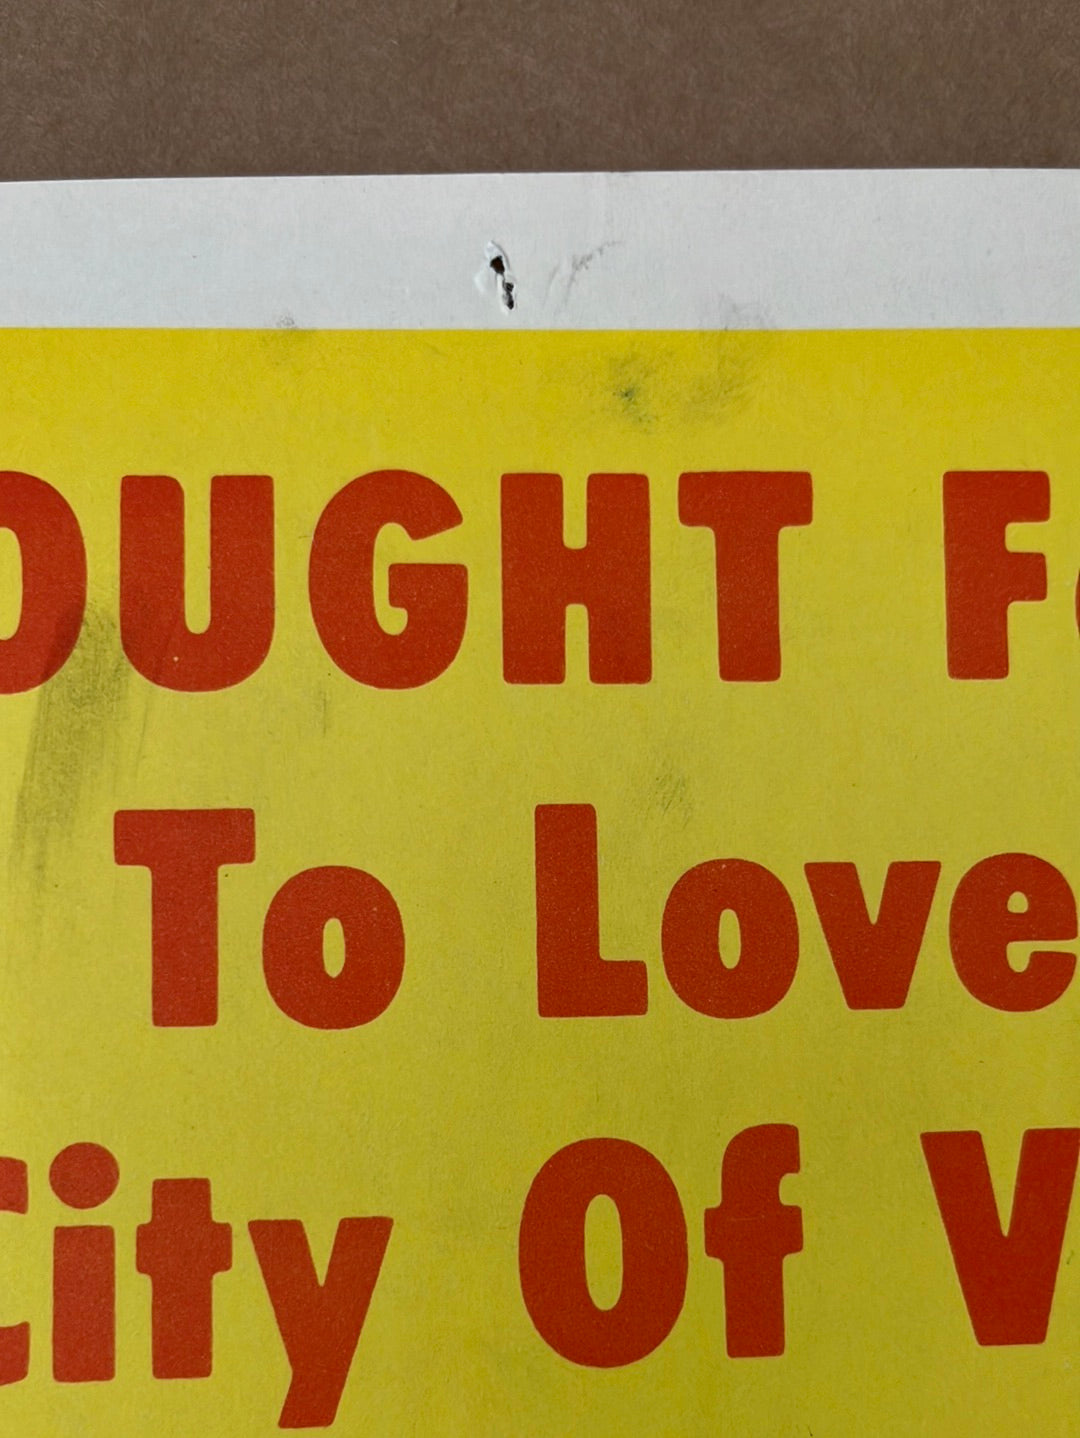 OUGHT F
To Love
City Of V